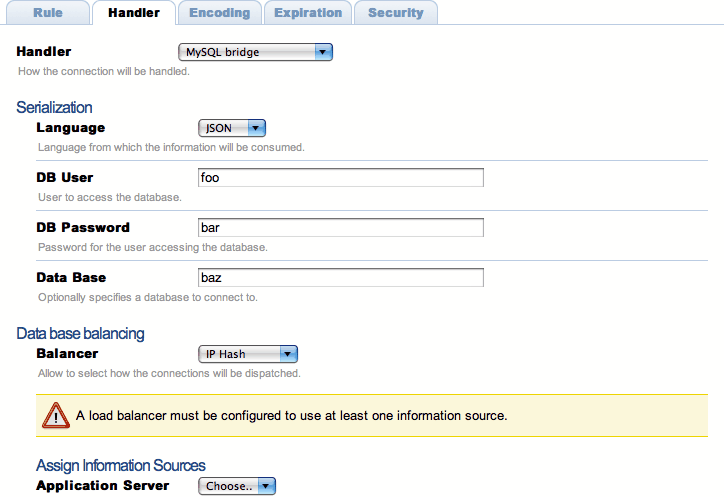 Rule Handler Encoding Expiration Security
Handler MySQL bridge
How the connection will be handled.
Serialization
Language JSON
Language from which the information will be consumed.
DB User foo
User to access the database.
DB Password bar
Password for the user accessing the database.
Data Base baz
Optionally specifies a database to connect to.
Data base balancing
Balancer IP Hash
Allow to select how the connections will be dispatched.
A load balancer must be configured to use at least one information source.
Assign Information Sources
Application Server Choose..